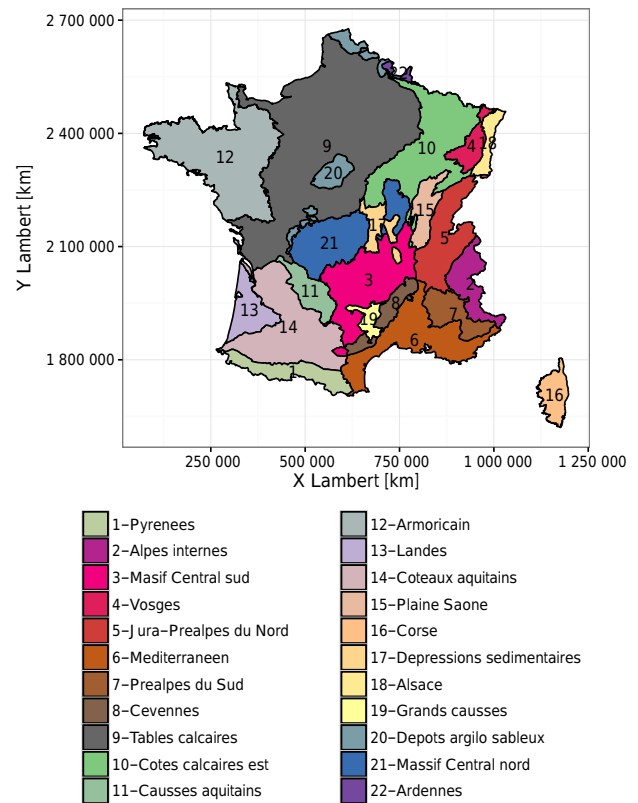 2 700 000
2 400 000
2 100 000
1 800 000
Y Lambert [km]
22
9
4
18
10
12
20
15
1
21
5
3
2
11
8
13
19
7
14
6
1
16
250 000 500 000 750 000 1 000 000 1 250 000
X Lambert [km]
1–Pyrenees
2–Alpes internes
3–Masif Central sud
4–Vosges
5–Jura–Prealpes du Nord
6–Mediterraneen
7–Prealpes du Sud
8–Cevennes
9–Tables calcaires
10–Cotes calcaires est
11–Causses aquitains
12–Armoricain
13–Landes
14–Coteaux aquitains
15–Plaine Saone
16–Corse
17–Depressions sedimentaires
18–Alsace
19–Grands causses
20–Depots argilo sableux
21–Massif Central nord
22–Ardennes